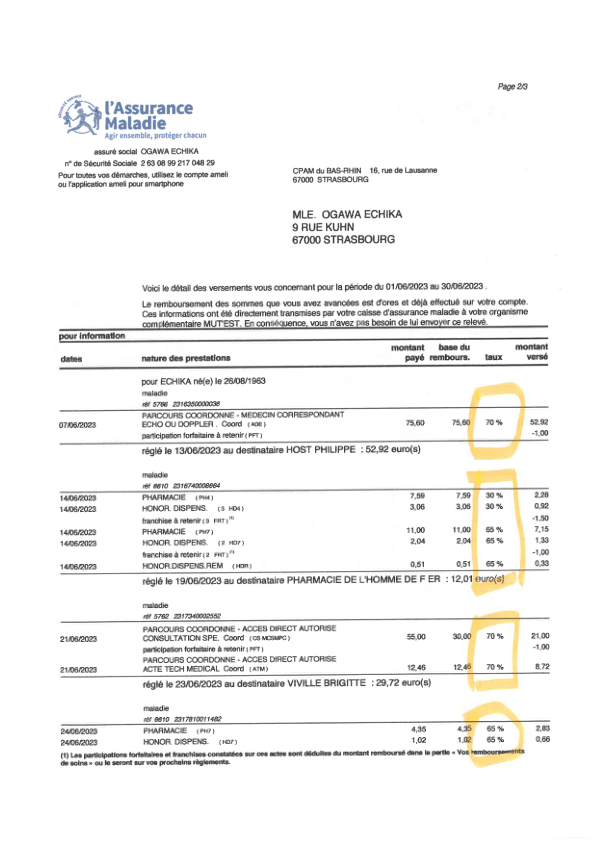 Page 2/3
SÉCURITÉ SOCIALE
l'Assurance
Maladie
Agir ensemble, protéger chacun
assuré social OGAWA ECHIKA
n° de Sécurité Sociale 2 63 08 99 217 048 29
Pour toutes vos démarches, utilisez le compte ameli
ou l'application ameli pour smartphone
CPAM du BAS-RHIN 16, rue de Lausanne
67000 STRASBOURG
MLE. OGAWA ECHIKA
9 RUE KUHN
67000 STRASBOURG
Voici le détail des versements vous concernant pour la période du 01/06/2023 au 30/06/2023 .
Le remboursement des sommes que vous avez avancées est d'ores et déjà effectué sur votre compte.
Ces informations ont été directement transmises par votre caisse d'assurance maladie à votre organisme
complémentaire MUT'EST. En conséquence, vous n'avez pas besoin de lui envoyer ce relevé.
pour information
dates nature des prestations montant payé base du rembours. taux montant versé
pour ECHIKA né(e) le 26/08/1963
maladie
réf 5766 2316350000036
PARCOURS COORDONNE - MEDECIN CORRESPONDANT
07/06/2023 ECHO OU DOPPLER . Coord (ADE) 75,60 75,60 70 % 52,92
participation forfaitaire à retenir (PFT) -1,00
réglé le 13/06/2023 au destinataire HOST PHILIPPE : 52,92 euro(s)
maladie
réf 6610 2316740008664
14/06/2023 PHARMACIE (PH4) 7,59 7,59 30 % 2,28
14/06/2023 HONOR. DISPENS. (3 HD4) 3,06 3,06 30 % 0,92
franchise à retenir (3 FRT) (1) -1,50
14/06/2023 PHARMACIE (PH7) 11,00 11,00 65 % 7,15
14/06/2023 HONOR. DISPENS. (2 HD7) 2,04 2,04 65 % 1,33
franchise à retenir (2 FRT) (1) -1,00
14/06/2023 HONOR.DISPENS.REM (HDR) 0,51 0,51 65 % 0,33
réglé le 19/06/2023 au destinataire PHARMACIE DE L'HOMME DE F ER : 12,01 euro(s)
maladie
réf 5762 2317340002552
PARCOURS COORDONNE - ACCES DIRECT AUTORISE
21/06/2023 CONSULTATION SPE. Coord (CS MCSMPC) 55,00 30,00 70 % 21,00
participation forfaitaire à retenir (PFT) -1,00
PARCOURS COORDONNE - ACCES DIRECT AUTORISE
21/06/2023 ACTE TECH MEDICAL Coord (ATM) 12,46 12,46 70 % 8,72
réglé le 23/06/2023 au destinataire VIVILLE BRIGITTE : 29,72 euro(s)
maladie
réf 6610 2317810011482
24/06/2023 PHARMACIE (PH7) 4,35 4,35 65 % 2,83
24/06/2023 HONOR. DISPENS. (HD7) 1,02 1,02 65 % 0,66
(1) Les participations forfaitaires et franchises constatées sur ces actes sont déduites du montant remboursé dans la partie « Vos remboursements
de soins » ou le seront sur vos prochains règlements.